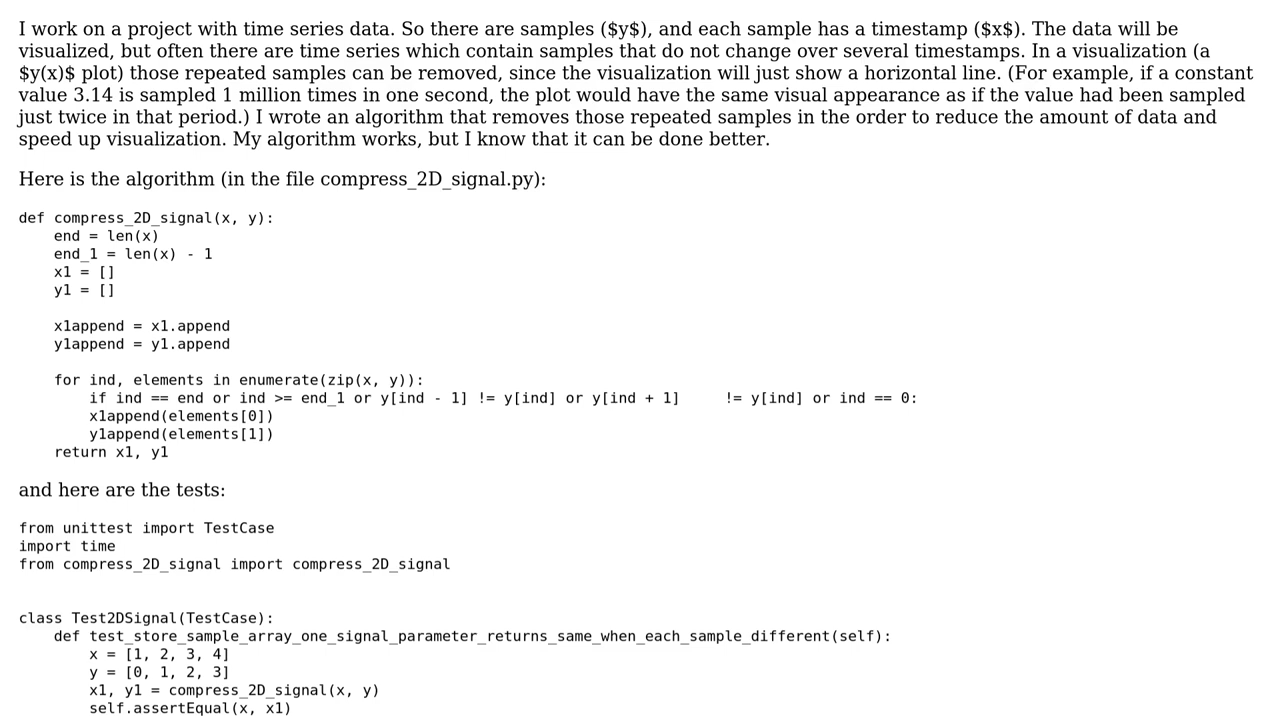 I work on a project with time series data. So there are samples ($y$), and each sample has a timestamp ($x$). The data will be
visualized, but often there are time series which contain samples that do not change over several timestamps. In a visualization (a
$y(x)$ plot) those repeated samples can be removed, since the visualization will just show a horizontal line. (For example, if a constant
value 3.14 is sampled 1 million times in one second, the plot would have the same visual appearance as if the value had been sampled
just twice in that period.) I wrote an algorithm that removes those repeated samples in the order to reduce the amount of data and
speed up visualization. My algorithm works, but I know that it can be done better.
Here is the algorithm (in the file compress_2D_signal.py):
def compress_2D_signal(x, y):
    end = len(x)
    end_1 = len(x) - 1
    x1 = []
    y1 = []
    x1append = x1.append
    y1append = y1.append
    for ind, elements in enumerate(zip(x, y)):
        if ind == end or ind >= end_1 or y[ind - 1] != y[ind] or y[ind + 1]     != y[ind] or ind == 0:
        x1append(elements[0])
        y1append(elements[1])
    return x1, y1
and here are the tests:
from unittest import TestCase
import time
from compress_2D_signal import compress_2D_signal
class Test2DSignal(TestCase):
    def test_store_sample_array_one_signal_parameter_returns_same_when_each_sample_different(self):
        x = [1, 2, 3, 4]
        y = [0, 1, 2, 3]
        x1, y1 = compress_2D_signal(x, y)
        self.assertEqual(x, x1)